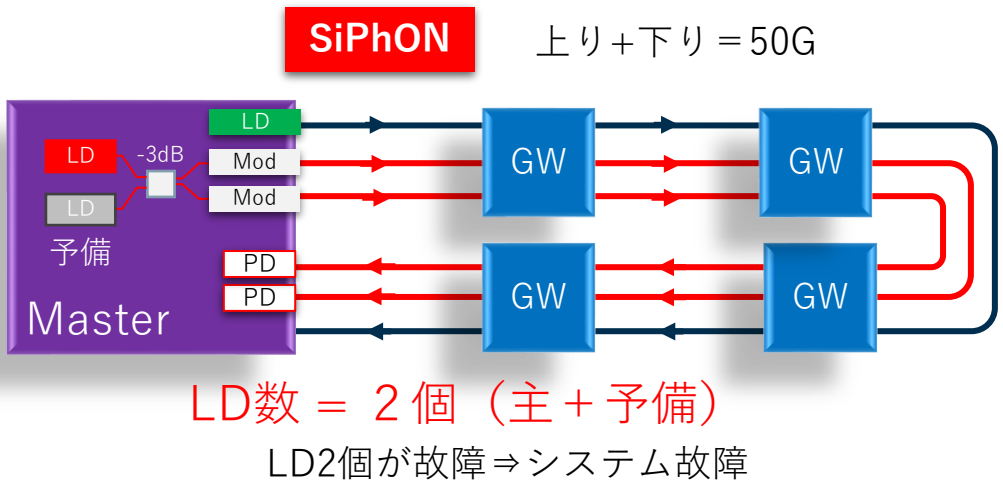 SiPhON
上り+下り＝50G
LD
LD
-3dB
Mod
LD
Mod
予備
PD
PD
Master
GW
GW
GW
GW
LD数 = ２個（主＋予備）
LD2個が故障⇒システム故障